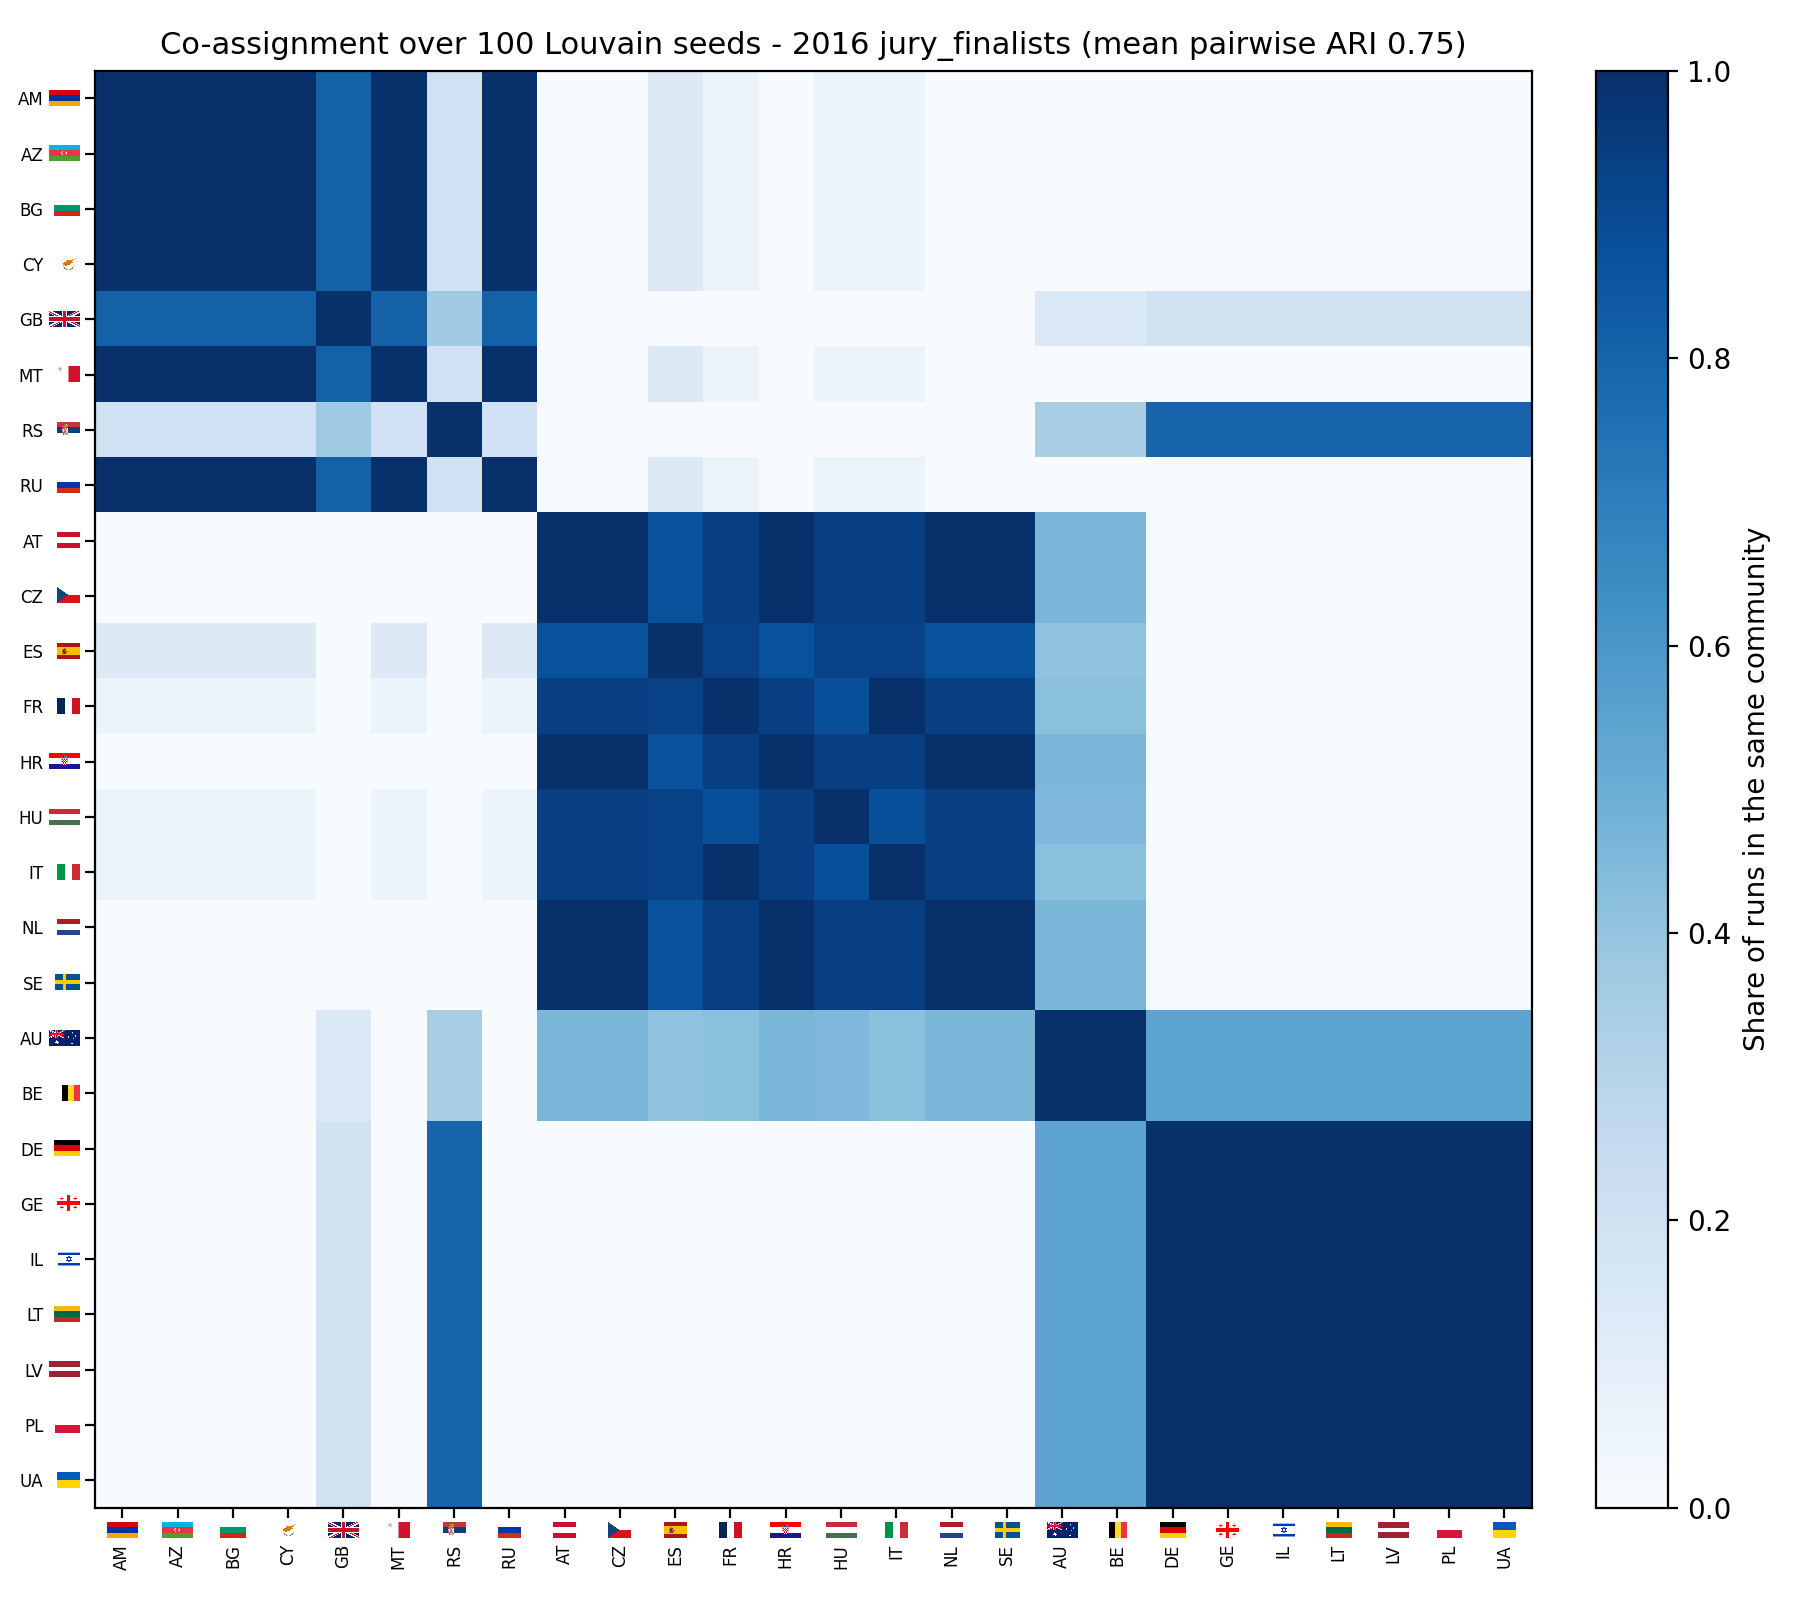 Co-assignment over 100 Louvain seeds - 2016 jury_finalists (mean pairwise ARI 0.75)
AM
AZ
BG
CY
GB
MT
RS
RU
AT
CZ
ES
FR
HR
HU
IT
NL
SE
AU
BE
DE
GE
IL
LT
LV
PL
UA
AM AZ BG CY GB MT RS RU AT CZ ES FR HR HU IT NL SE AU BE DE GE IL LT LV PL UA
1.0
0.8
0.6
0.4
0.2
0.0
Share of runs in the same community